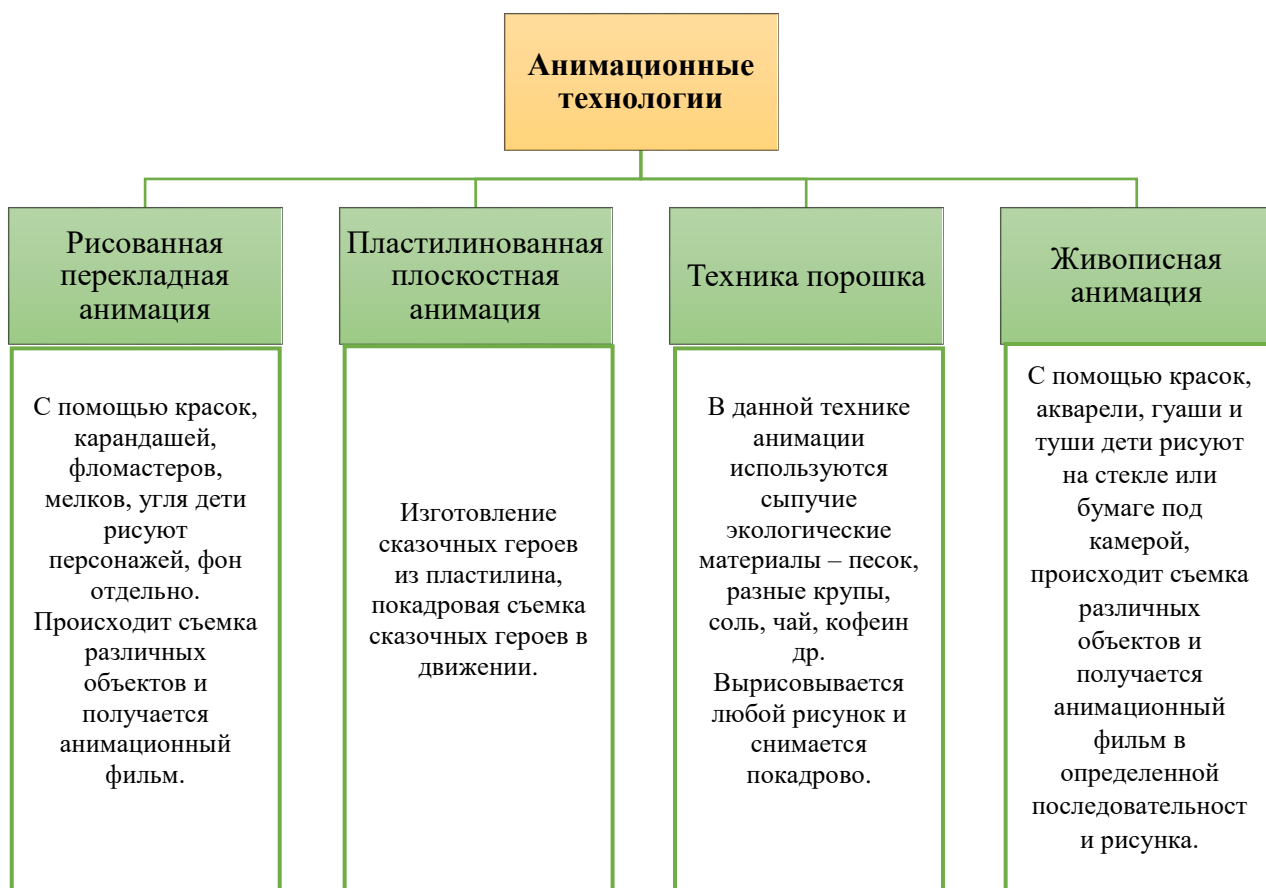 Анимационные
технологии
Рисованная
перекладная
анимация
С помощью красок,
карандашей,
фломастеров,
мелков, угля дети
рисуют
персонажей, фон
отдельно.
Происходит съемка
различных
объектов и
получается
анимационный
фильм.
Пластилинованная
плоскостная
анимация
Изготовление
сказочных героев
из пластилина,
покадровая съемка
сказочных героев в
движении.
Техника порошка
В данной технике
анимации
используются
сыпучие
экологические
материалы – песок,
разные крупы,
соль, чай, кофеин
др.
Вырисовывается
любой рисунок и
снимается
покадрово.
Живописная
анимация
С помощью красок,
акварели, гуаши и
туши дети рисуют
на стекле или
бумаге под
камерой,
происходит съемка
различных
объектов и
получается
анимационный
фильм в
определенной
последовательност
и рисунка.